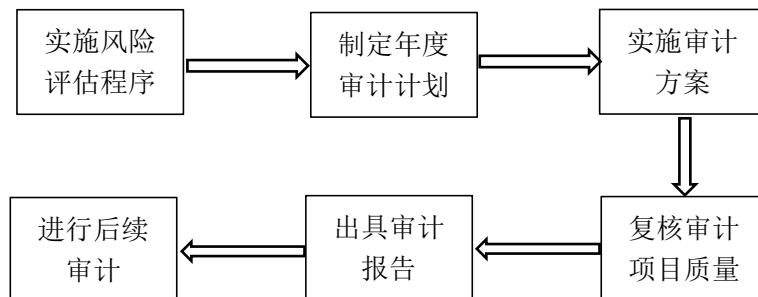 实施风险
评估程序
制定年度
审计计划
实施审计
方案
复核审计
项目质量
出具审计
报告
进行后续
审计